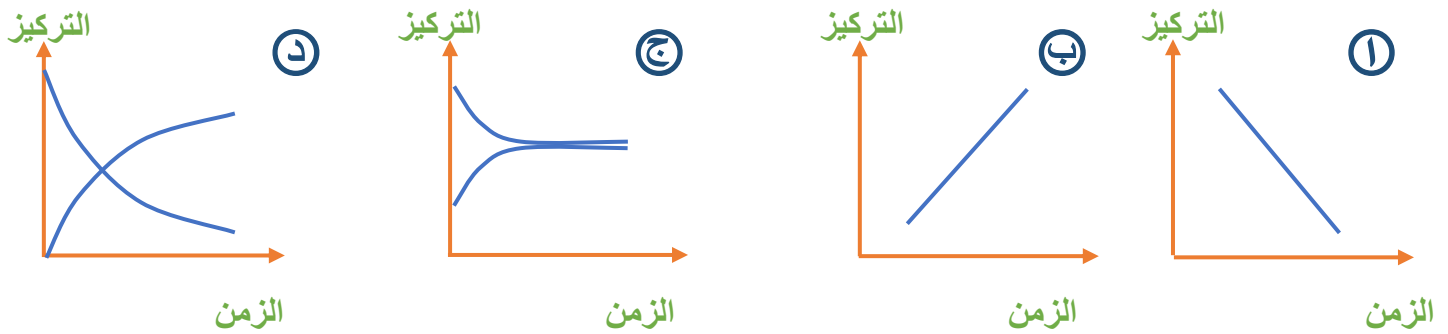 ا
التركيز
الزمن
ب
التركيز
الزمن
ج
التركيز
الزمن
د
التركيز
الزمن